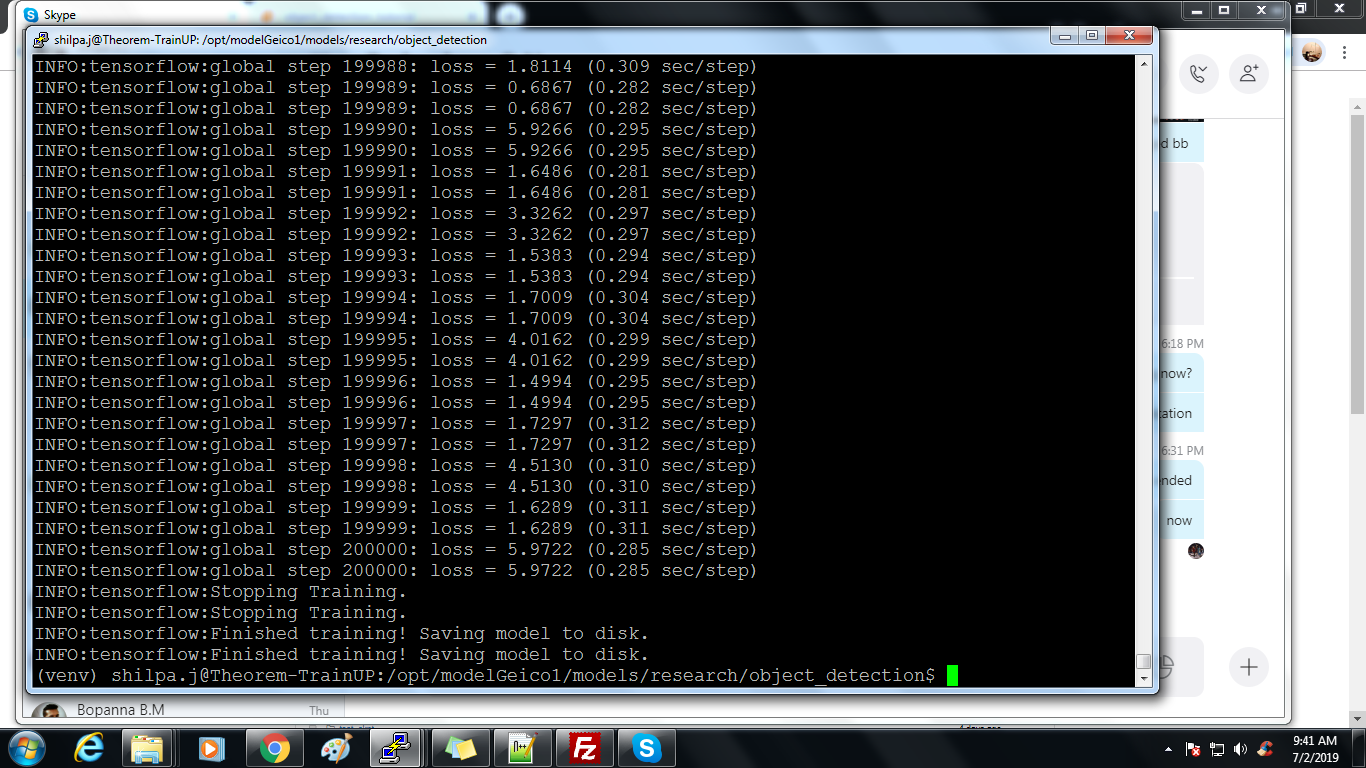 Skype
shilpa.j@Theorem-TrainUP: /opt/modelGeico1/models/research/object_detection
INFO:tensorflow:global step 199988: loss = 1.8114 (0.309 sec/step)
INFO:tensorflow:global step 199989: loss = 0.6867 (0.282 sec/step)
INFO:tensorflow:global step 199989: loss = 0.6867 (0.282 sec/step)
INFO:tensorflow:global step 199990: loss = 5.9266 (0.295 sec/step)
INFO:tensorflow:global step 199990: loss = 5.9266 (0.295 sec/step)
INFO:tensorflow:global step 199991: loss = 1.6486 (0.281 sec/step)
INFO:tensorflow:global step 199991: loss = 1.6486 (0.281 sec/step)
INFO:tensorflow:global step 199992: loss = 3.3262 (0.297 sec/step)
INFO:tensorflow:global step 199992: loss = 3.3262 (0.297 sec/step)
INFO:tensorflow:global step 199993: loss = 1.5383 (0.294 sec/step)
INFO:tensorflow:global step 199993: loss = 1.5383 (0.294 sec/step)
INFO:tensorflow:global step 199994: loss = 1.7009 (0.304 sec/step)
INFO:tensorflow:global step 199994: loss = 1.7009 (0.304 sec/step)
INFO:tensorflow:global step 199995: loss = 4.0162 (0.299 sec/step)
INFO:tensorflow:global step 199995: loss = 4.0162 (0.299 sec/step)
INFO:tensorflow:global step 199996: loss = 1.4994 (0.295 sec/step)
INFO:tensorflow:global step 199996: loss = 1.4994 (0.295 sec/step)
INFO:tensorflow:global step 199997: loss = 1.7297 (0.312 sec/step)
INFO:tensorflow:global step 199997: loss = 1.7297 (0.312 sec/step)
INFO:tensorflow:global step 199998: loss = 4.5130 (0.310 sec/step)
INFO:tensorflow:global step 199998: loss = 4.5130 (0.310 sec/step)
INFO:tensorflow:global step 199999: loss = 1.6289 (0.311 sec/step)
INFO:tensorflow:global step 199999: loss = 1.6289 (0.311 sec/step)
INFO:tensorflow:global step 200000: loss = 5.9722 (0.285 sec/step)
INFO:tensorflow:global step 200000: loss = 5.9722 (0.285 sec/step)
INFO:tensorflow:Stopping Training.
INFO:tensorflow:Stopping Training.
INFO:tensorflow:Finished training! Saving model to disk.
INFO:tensorflow:Finished training! Saving model to disk.
(venv) shilpa.j@Theorem-TrainUP:/opt/modelGeico1/models/research/object_detection$
d bb
6:18 PM
now?
tation
6:31 PM
ended
now
Bopanna B.M
Thu
9:41 AM
7/2/2019